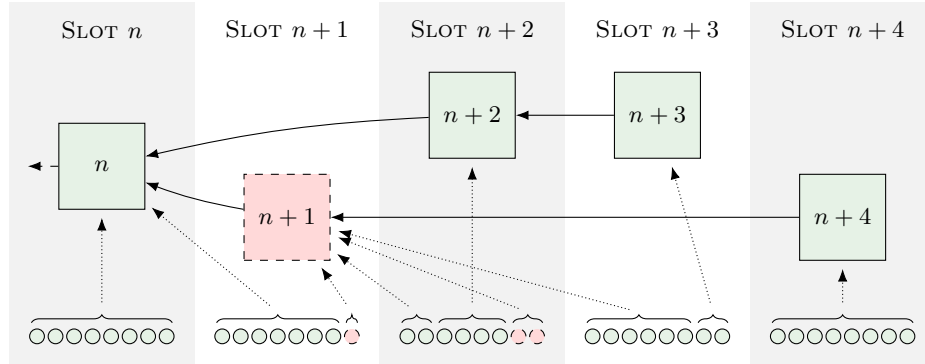 SLOT n
SLOT n + 1
SLOT n + 2
SLOT n + 3
SLOT n + 4
n + 2
n + 3
n
n + 1
n + 4